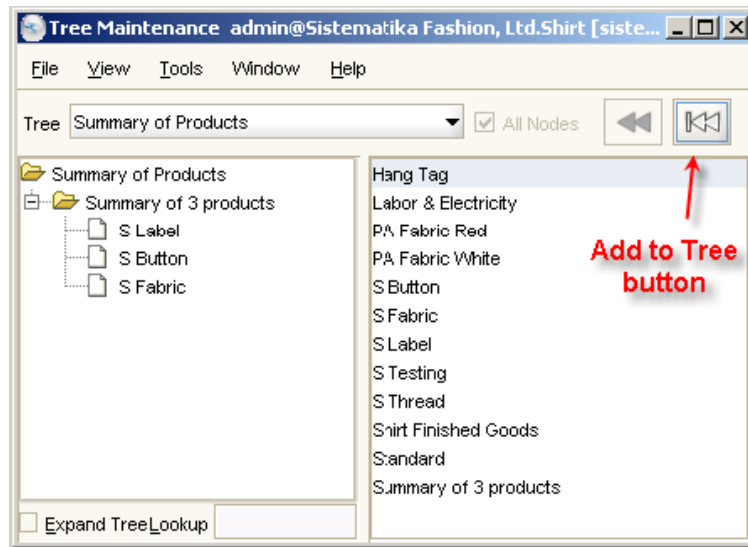 Tree Maintenance admin@Sistematika Fashion, Ltd.Shirt [siste...
File View Tools Window Help
Tree Summary of Products All Nodes
Summary of Products
Summary of 3 products
S Label
S Button
S Fabric
Hang Tag
Labor & Electricity
PA Fabric Red
PA Fabric White
S Button
S Fabric
S Label
S Testing
S Thread
Shirt Finished Goods
Standard
Summary of 3 products
Add to Tree
button
Expand Tree Lookup